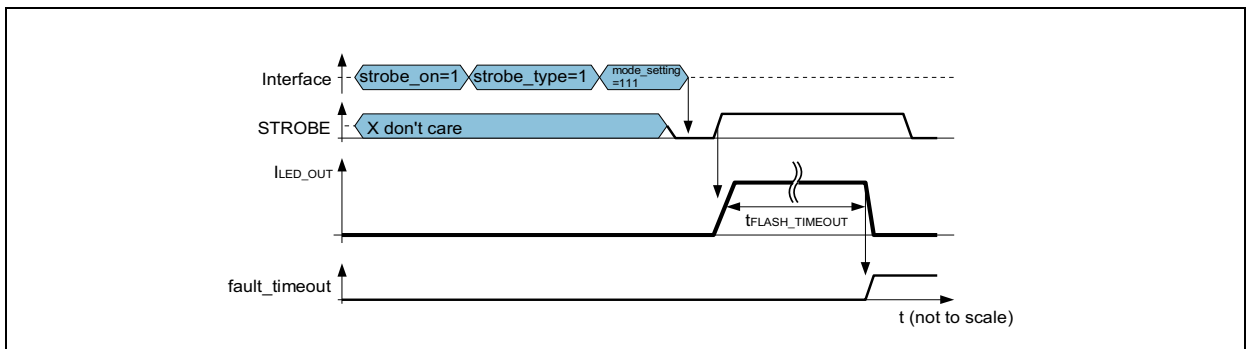 Interface strobe_on=1 strobe_type=1 mode_setting
=111
STROBE X don't care
ILED_OUT
tFLASH_TIMEOUT
fault_timeout
t (not to scale)